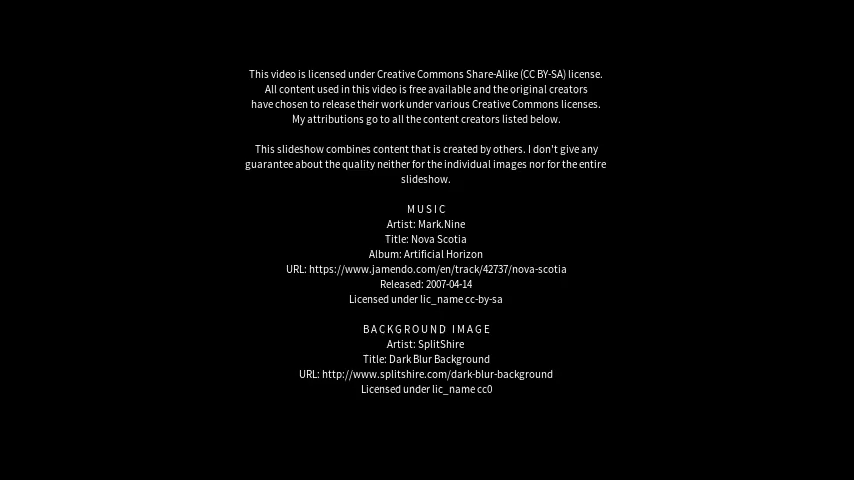 This video is licensed under Creative Commons Share-Alike (CC BY-SA) license.
All content used in this video is free available and the original creators
have chosen to release their work under various Creative Commons licenses.
My attributions go to all the content creators listed below.
This slideshow combines content that is created by others. I don't give any
guarantee about the quality neither for the individual images nor for the entire
slideshow.
MUSIC
Artist: Mark.Nine
Title: Nova Scotia
Album: Artificial Horizon
URL: https://www.jamendo.com/en/track/42737/nova-scotia
Released: 2007-04-14
Licensed under lic_name cc-by-sa
BACKGROUND IMAGE
Artist: SplitShire
Title: Dark Blur Background
URL: http://www.splitshire.com/dark-blur-background
Licensed under lic_name cc0